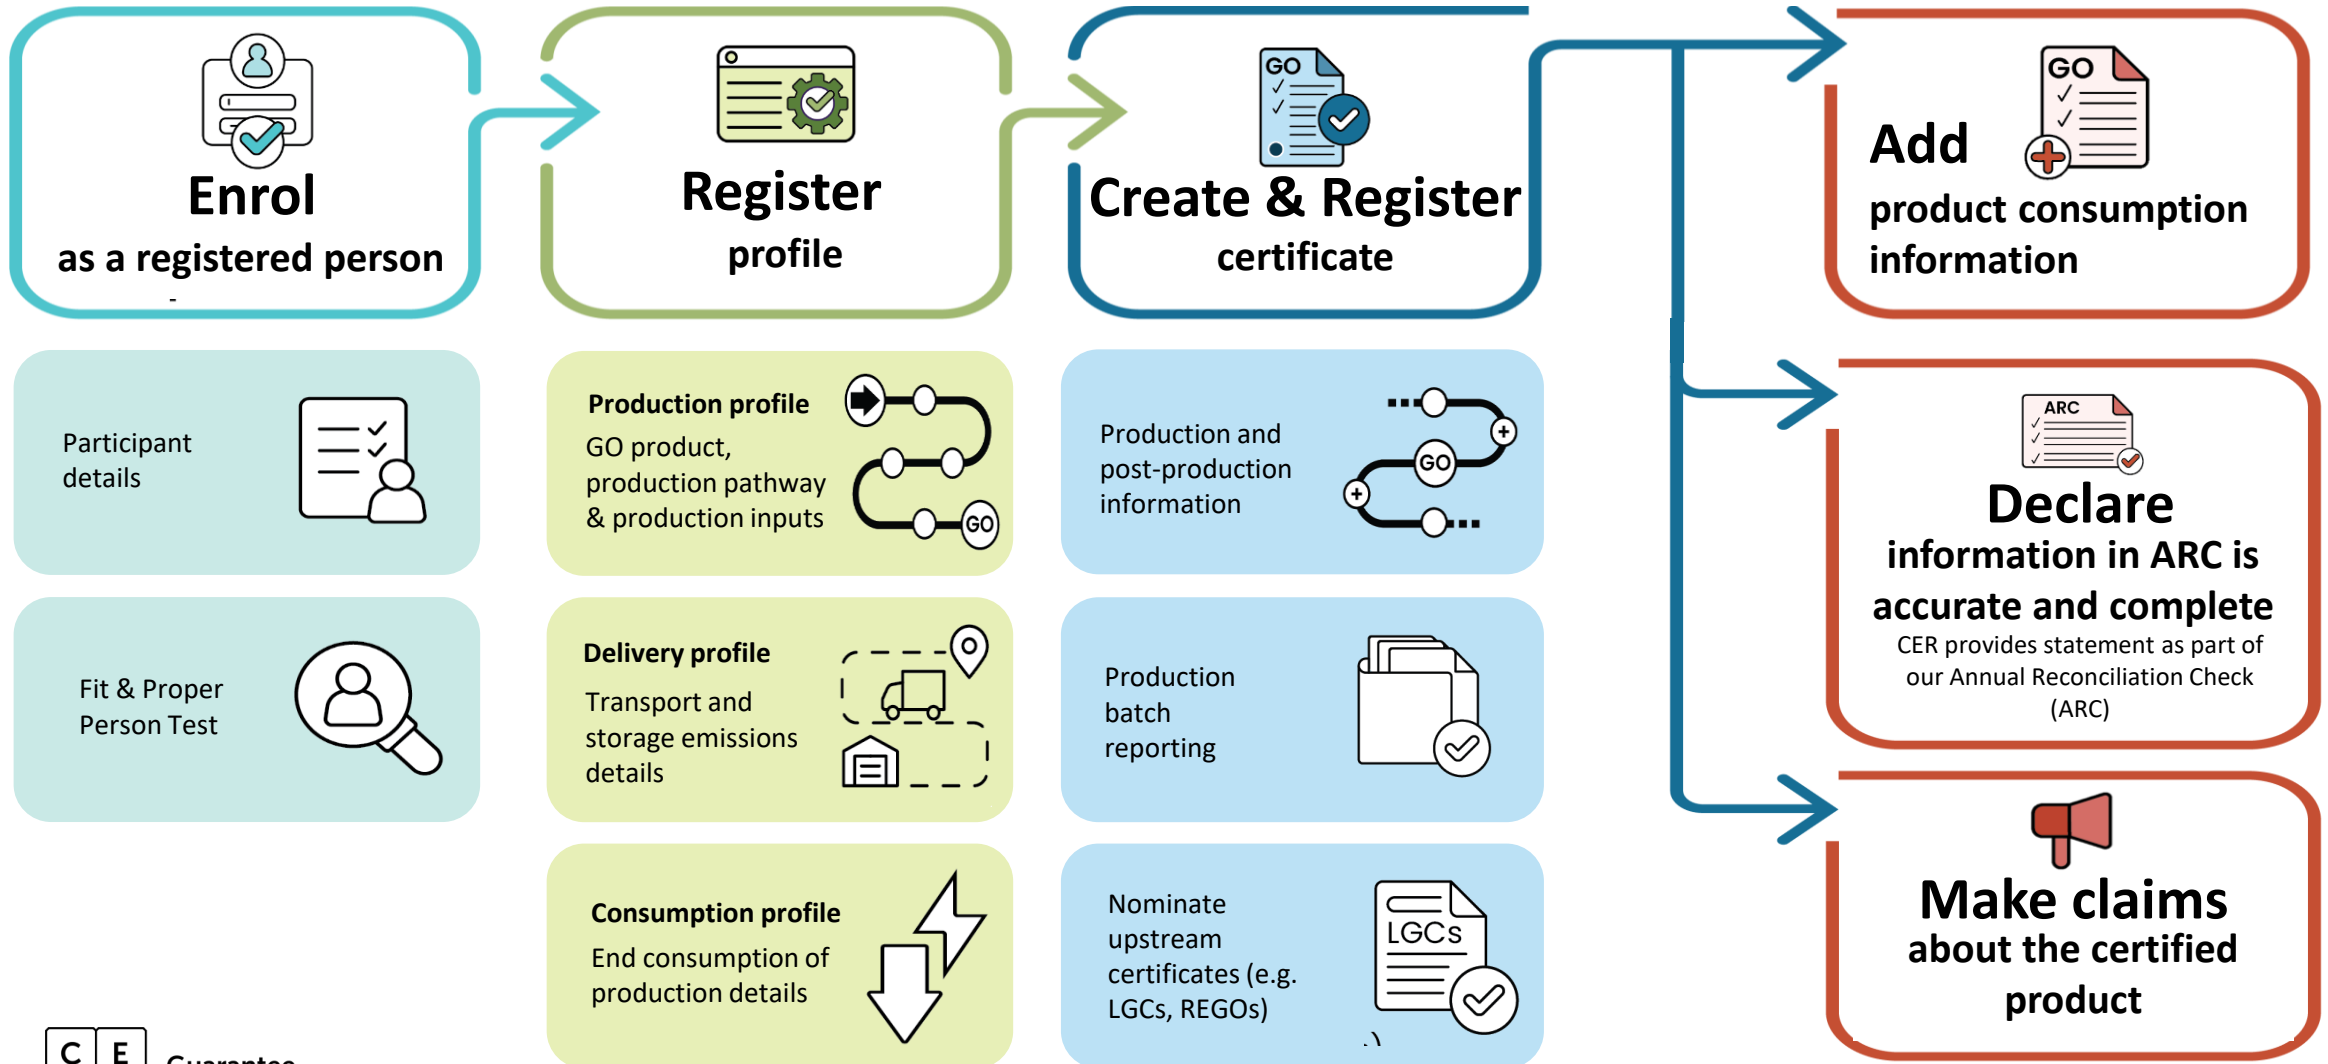 Enrol
as a registered person
-
Participant
details
Fit & Proper
Person Test
Register
profile
Production profile
GO product,
production pathway
& production inputs
GO
Delivery profile
Transport and
storage emissions
details
Consumption profile
End consumption of
production details
GO
Create & Register
certificate
Production and
post-production
information
GO
Production
batch
reporting
Nominate
upstream
certificates (e.g.
LGCs, REGOs)
LGCs
)
GO
Add
product consumption
information
ARC
Declare
information in ARC is
accurate and complete
CER provides statement as part of
our Annual Reconciliation Check
(ARC)
Make claims
about the certified
product
C E
Guarantee